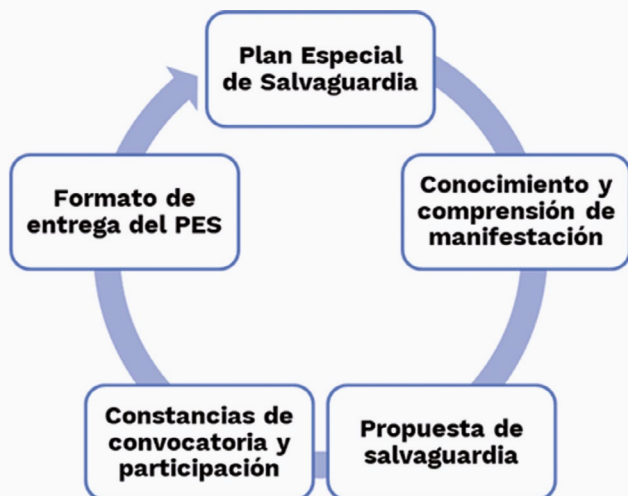 Plan Especial
de Salvaguardia
Conocimiento y
comprensión de
manifestación
Propuesta de
salvaguardia
Constancias de
convocatoria y
participación
Formato de
entrega del PES